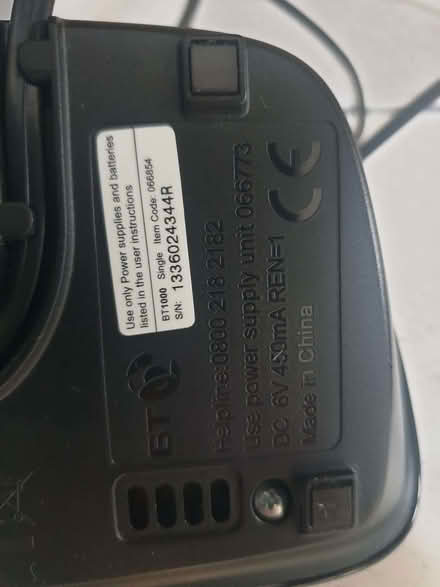 Use only Power supplies and batteries
listed in the user instructions
BT1000 Single Item Code: 066854
S/N: 1336024344R
BT
Helpline:0800 218 2182
Use power supply unit 066773
DC 6V 450mA REN=1
Made in China
CE